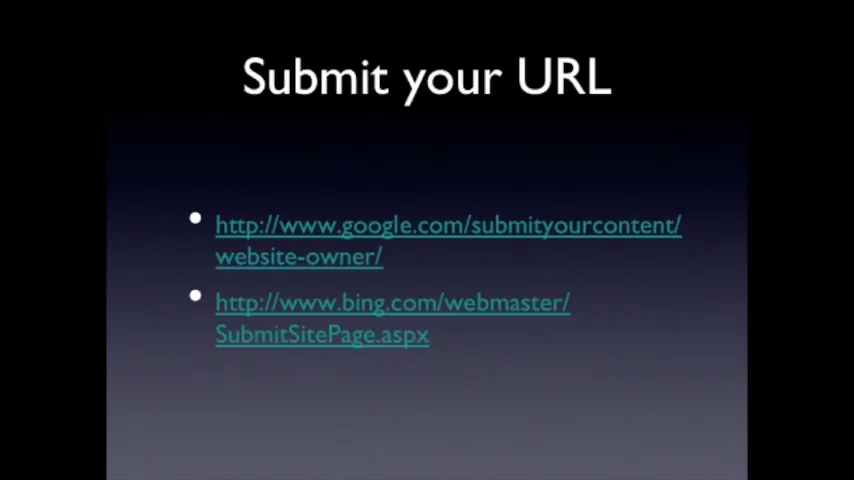 Submit your URL
• http://www.google.com/submityourcontent/
website-owner/
• http://www.bing.com/webmaster/
SubmitSitePage.aspx